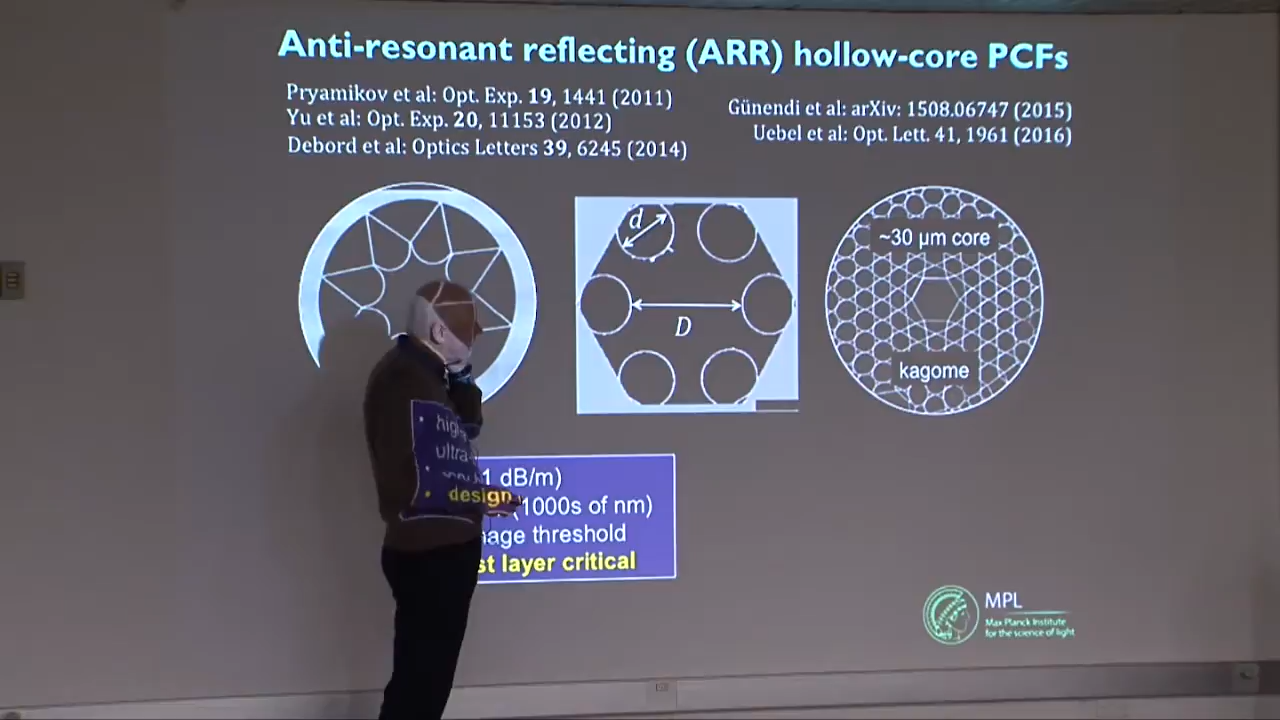 Anti-resonant reflecting (ARR) hollow-core PCFs
Pryamikov et al: Opt. Exp. 19, 1441 (2011)
Yu et al: Opt. Exp. 20, 11153 (2012)
Debord et al: Optics Letters 39, 6245 (2014)
Günendi et al: arXiv: 1508.06747 (2015)
Uebel et al: Opt. Lett. 41, 1961 (2016)
d
D
~30 µm core
kagome
1 dB/m)
ultra (1000s of nm)
threshold
design st layer critical
MPL
Max Planck Institute
for the science of light